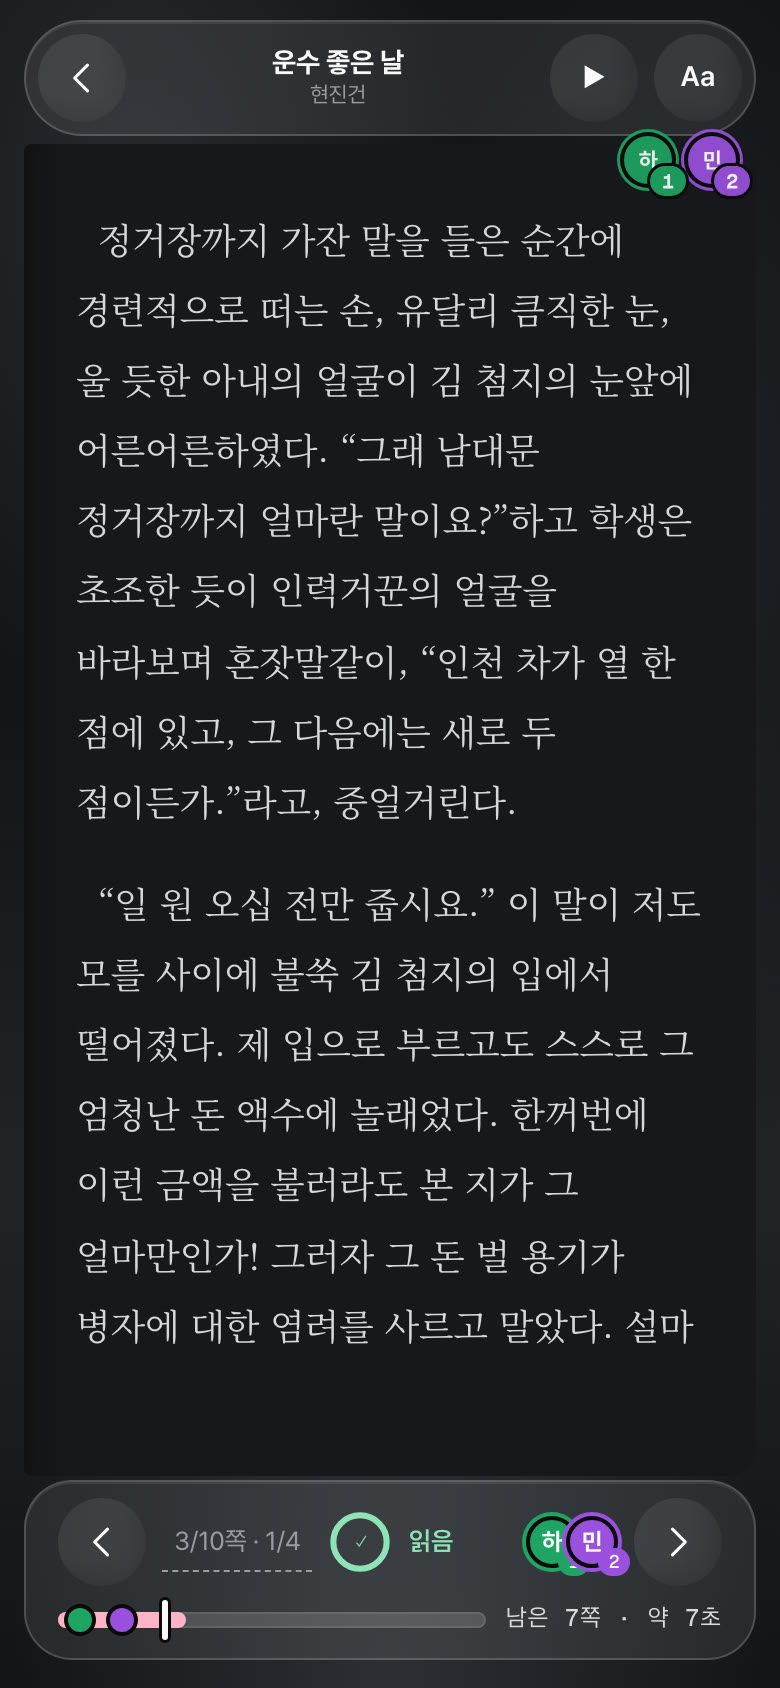 운수 좋은 날
현진건
Aa
하
1
민
2
정거장까지 가잔 말을 들은 순간에
경련적으로 떠는 손, 유달리 큼직한 눈,
울 듯한 아내의 얼굴이 김 첨지의 눈앞에
어른어른하였다. “그래 남대문
정거장까지 얼마란 말이요?”하고 학생은
초조한 듯이 인력거꾼의 얼굴을
바라보며 혼잣말같이, “인천 차가 열 한
점에 있고, 그 다음에는 새로 두
점이든가.”라고, 중얼거린다.
“일 원 오십 전만 줍시요.” 이 말이 저도
모를 사이에 불쑥 김 첨지의 입에서
떨어졌다. 제 입으로 부르고도 스스로 그
엄청난 돈 액수에 놀래었다. 한꺼번에
이런 금액을 불러라도 본 지가 그
얼마만인가! 그러자 그 돈 벌 용기가
병자에 대한 염려를 사르고 말았다. 설마
3/10쪽 · 1/4
✓
읽음
하
민
2
남은 7쪽 · 약 7초